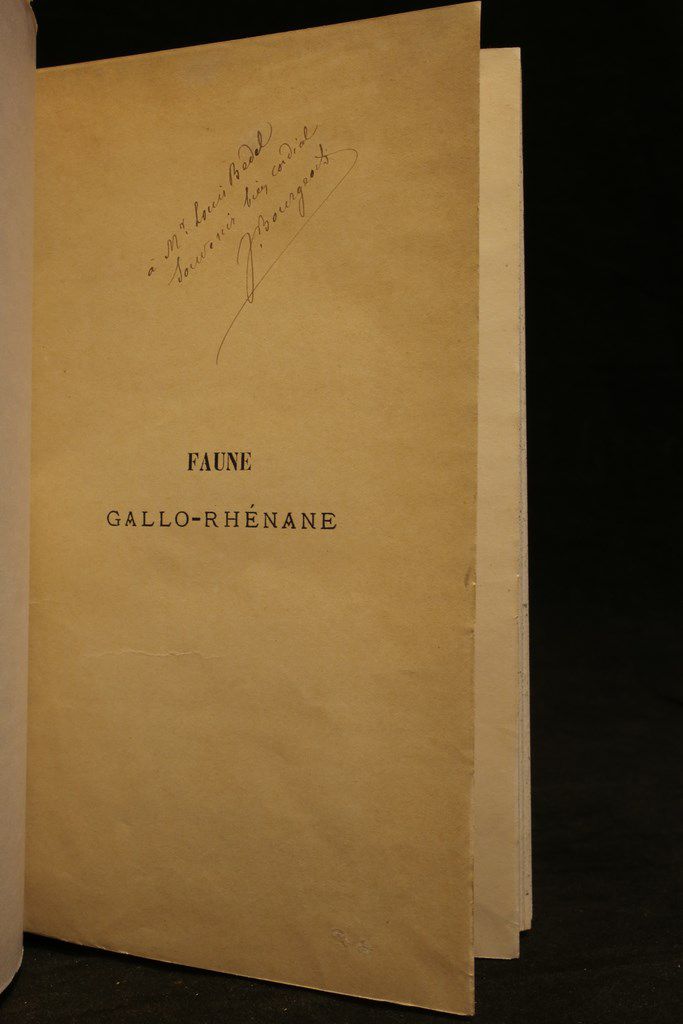 à Mr. Louis Bedel
Souvenir bien cordial
J. Bourgeois
FAUNE
GALLO-RHÉNANE